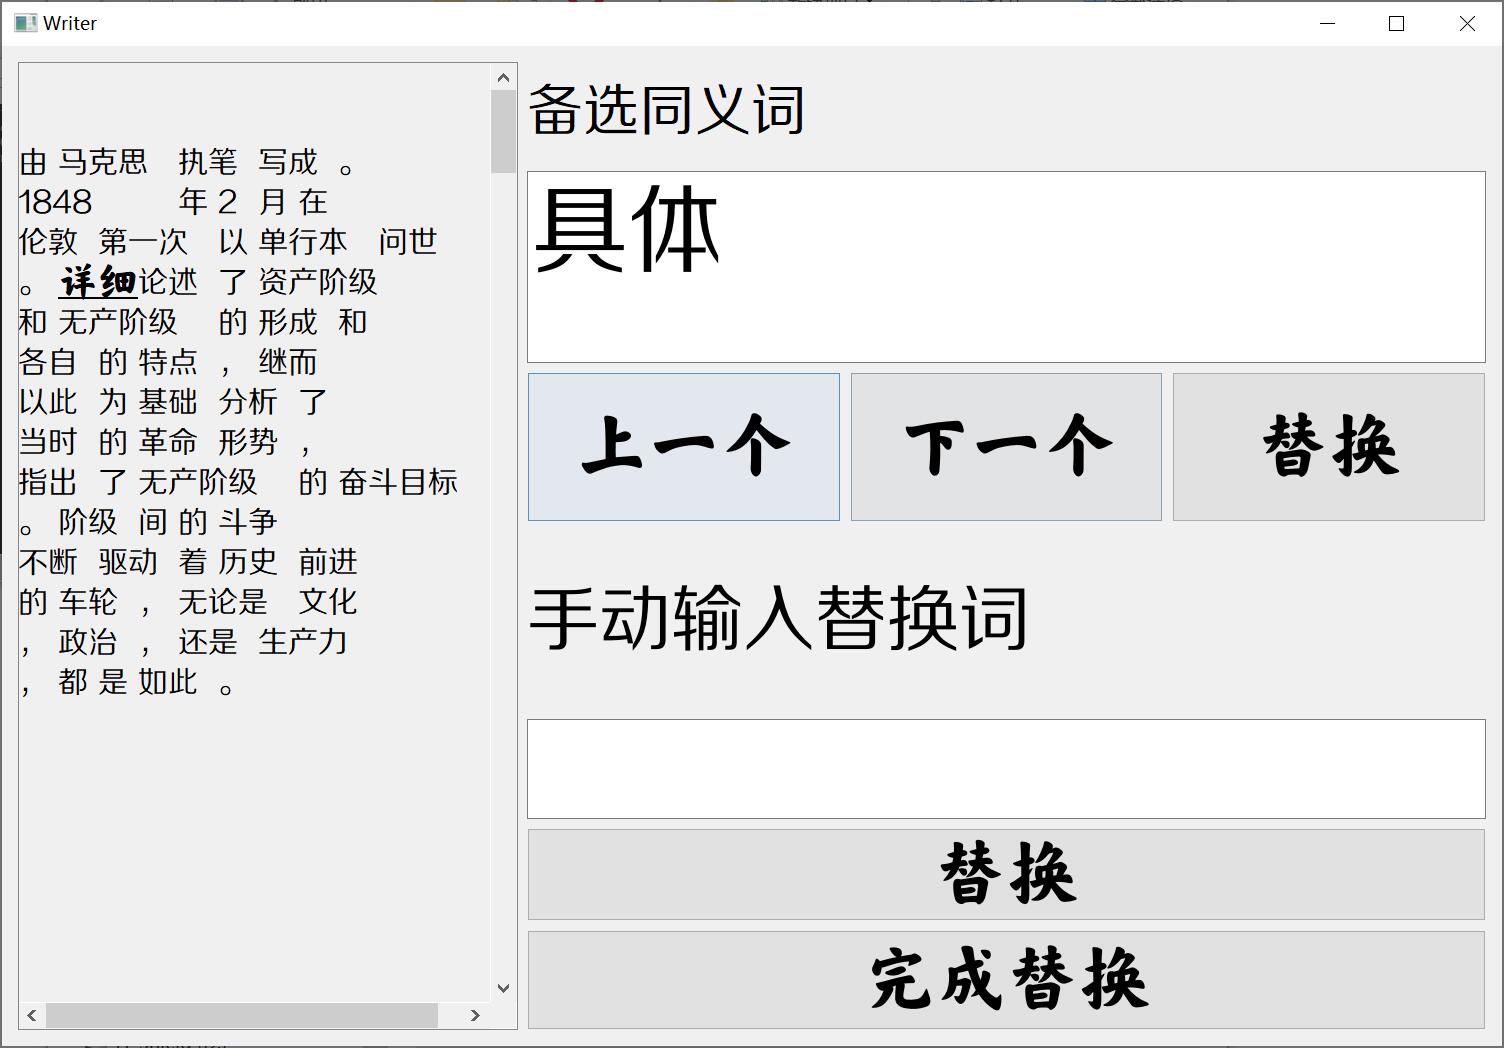 Writer
由 马克思 执笔 写成 。
1848 年 2 月 在
伦敦 第一次 以 单行本 问世
。 详细论述 了 资产阶级
和 无产阶级 的 形成 和
各自 的 特点 ， 继而
以此 为 基础 分析 了
当时 的 革命 形势 ，
指出 了 无产阶级 的 奋斗目标
。 阶级 间 的 斗争
不断 驱动 着 历史 前进
的 车轮 ， 无论是 文化
， 政治 ， 还是 生产力
， 都 是 如此 。
备选同义词
具体
上一个
下一个
替换
手动输入替换词
替换
完成替换